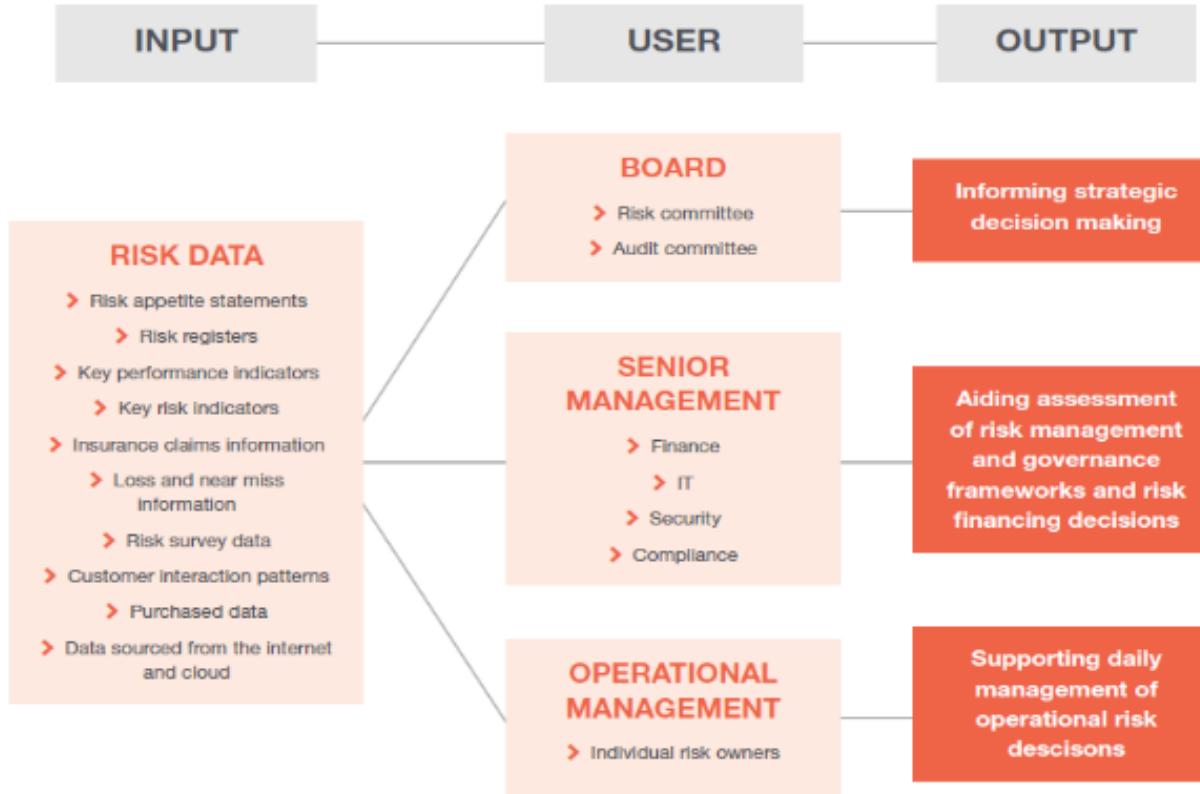 INPUT
USER
OUTPUT
RISK DATA
Risk appetite statements
Risk registers
Key performance indicators
Key risk indicators
Insurance claims information
Loss and near miss
information
Risk survey data
Customer interaction patterns
Purchased data
Data sourced from the internet
and cloud
BOARD
Risk committee
Audit committee
Informing strategic
decision making
SENIOR
MANAGEMENT
Finance
IT
Security
Compliance
Aiding assessment
of risk management
and governance
frameworks and risk
financing decisions
OPERATIONAL
MANAGEMENT
Individual risk owners
Supporting daily
management of
operational risk
descisons